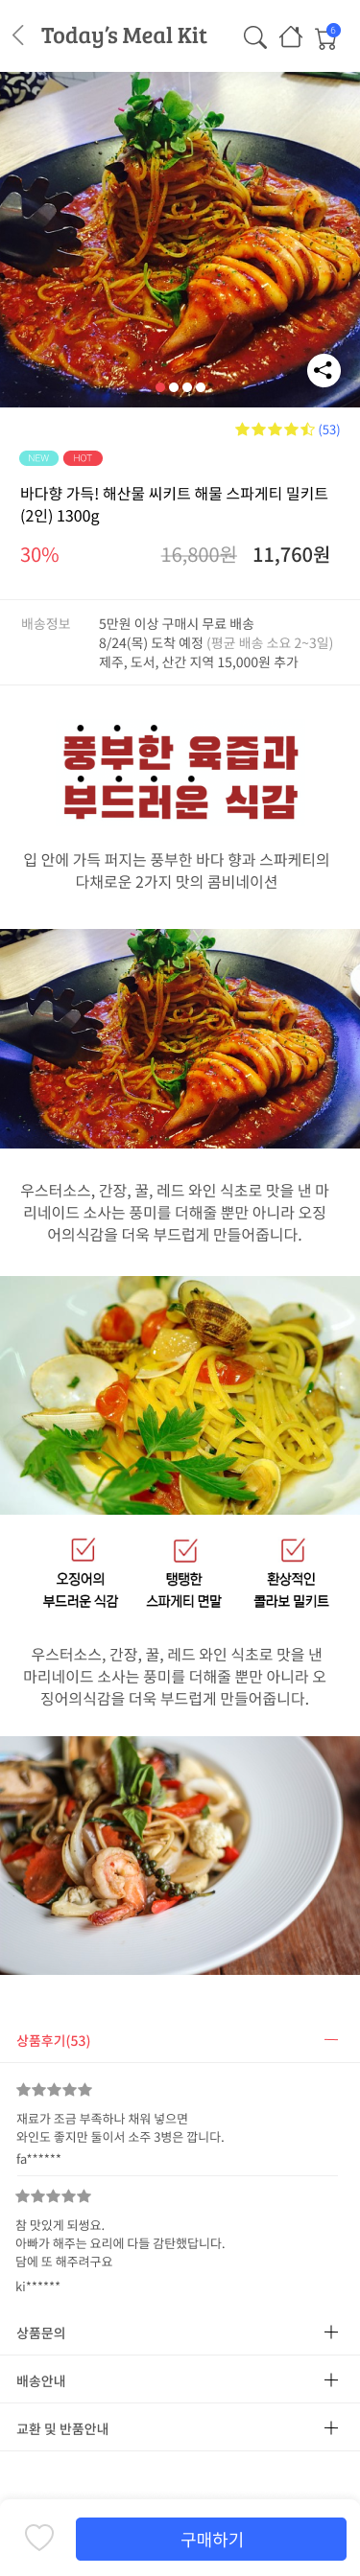 Today's Meal Kit
6
(53)
NEW HOT
바다향 가득! 해산물 씨키트 해물 스파게티 밀키트
(2인) 1300g
30% 16,800원 11,760원
배송정보 5만원 이상 구매시 무료 배송
8/24(목) 도착 예정 (평균 배송 소요 2~3일)
제주, 도서, 산간 지역 15,000원 추가
풍부한 육즙과
부드러운 식감
입 안에 가득 퍼지는 풍부한 바다 향과 스파케티의
다채로운 2가지 맛의 콤비네이션
우스터소스, 간장, 꿀, 레드 와인 식초로 맛을 낸 마
리네이드 소사는 풍미를 더해줄 뿐만 아니라 오징
어의식감을 더욱 부드럽게 만들어줍니다.
오징어의 탱탱한 환상적인
부드러운 식감 스파게티 면말 콜라보 밀키트
우스터소스, 간장, 꿀, 레드 와인 식초로 맛을 낸
마리네이드 소사는 풍미를 더해줄 뿐만 아니라 오
징어의식감을 더욱 부드럽게 만들어줍니다.
상품후기(53)
재료가 조금 부족하나 채워 넣으면
와인도 좋지만 둘이서 소주 3병은 깝니다.
fa******
참 맛있게 되썽요.
아빠가 해주는 요리에 다들 감탄했답니다.
담에 또 해주려구요
ki******
상품문의
배송안내
교환 및 반품안내
구매하기